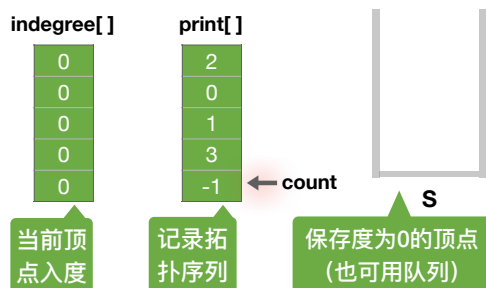 indegree[ ] print[ ]
0 2
0 0
0 1
0 3
0 -1 count
S
当前顶
点入度
记录拓
扑序列
保存度为0的顶点
（也可用队列）